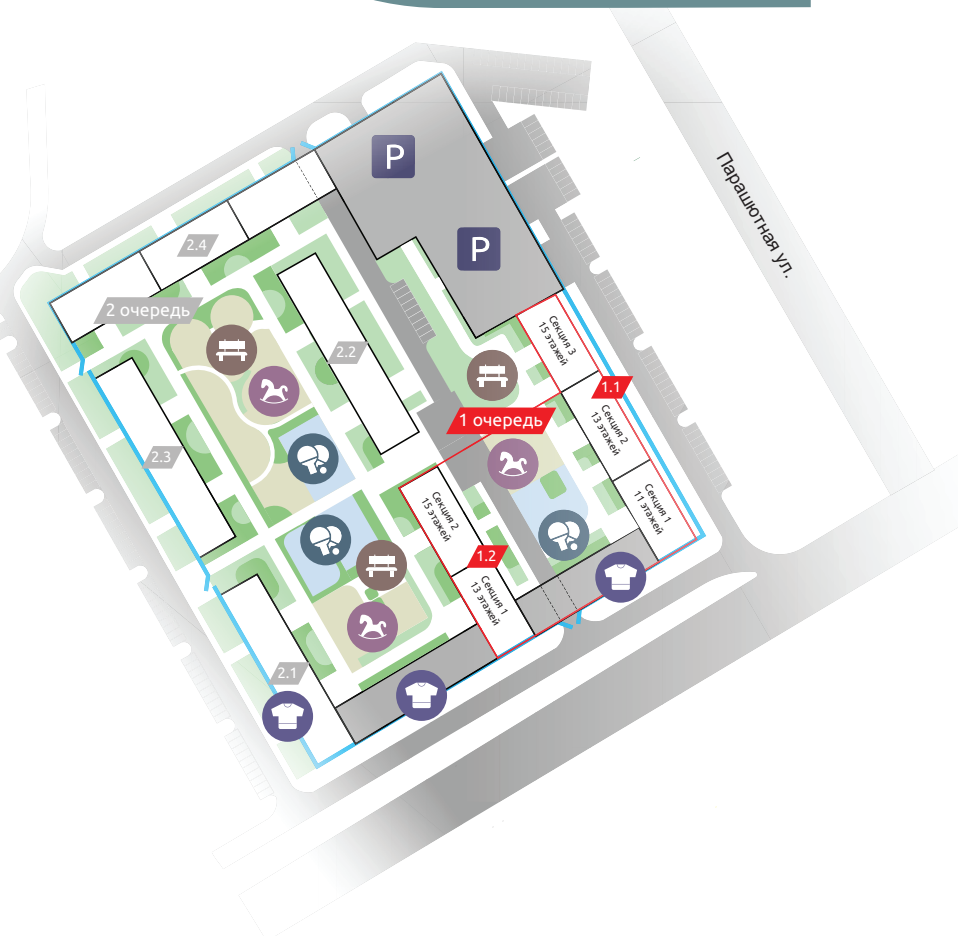 P
Парашютная ул.
P
2.4
2 очередь
2.2
Секция 3
15 этажей
1.1
1 очередь
Секция 2
13 этажей
2.3
Секция 2
15 этажей
Секция 1
11 этажей
1.2
Секция 1
13 этажей
2.1